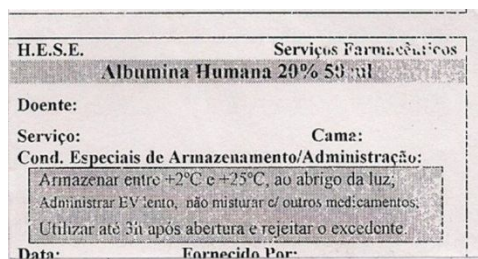 H.E.S.E. Serviços Farmacêuticos
Albumina Humana 20% 50 ml
Doente:
Serviço: Cama:
Cond. Especiais de Armazenamento/Administração:
Armazenar entre +2ºC e +25ºC, ao abrigo da luz;
Administrar EV lento, não misturar c/ outros medicamentos;
Utilizar até 3h após abertura e rejeitar o excedente.
Data: Fornecido Por: